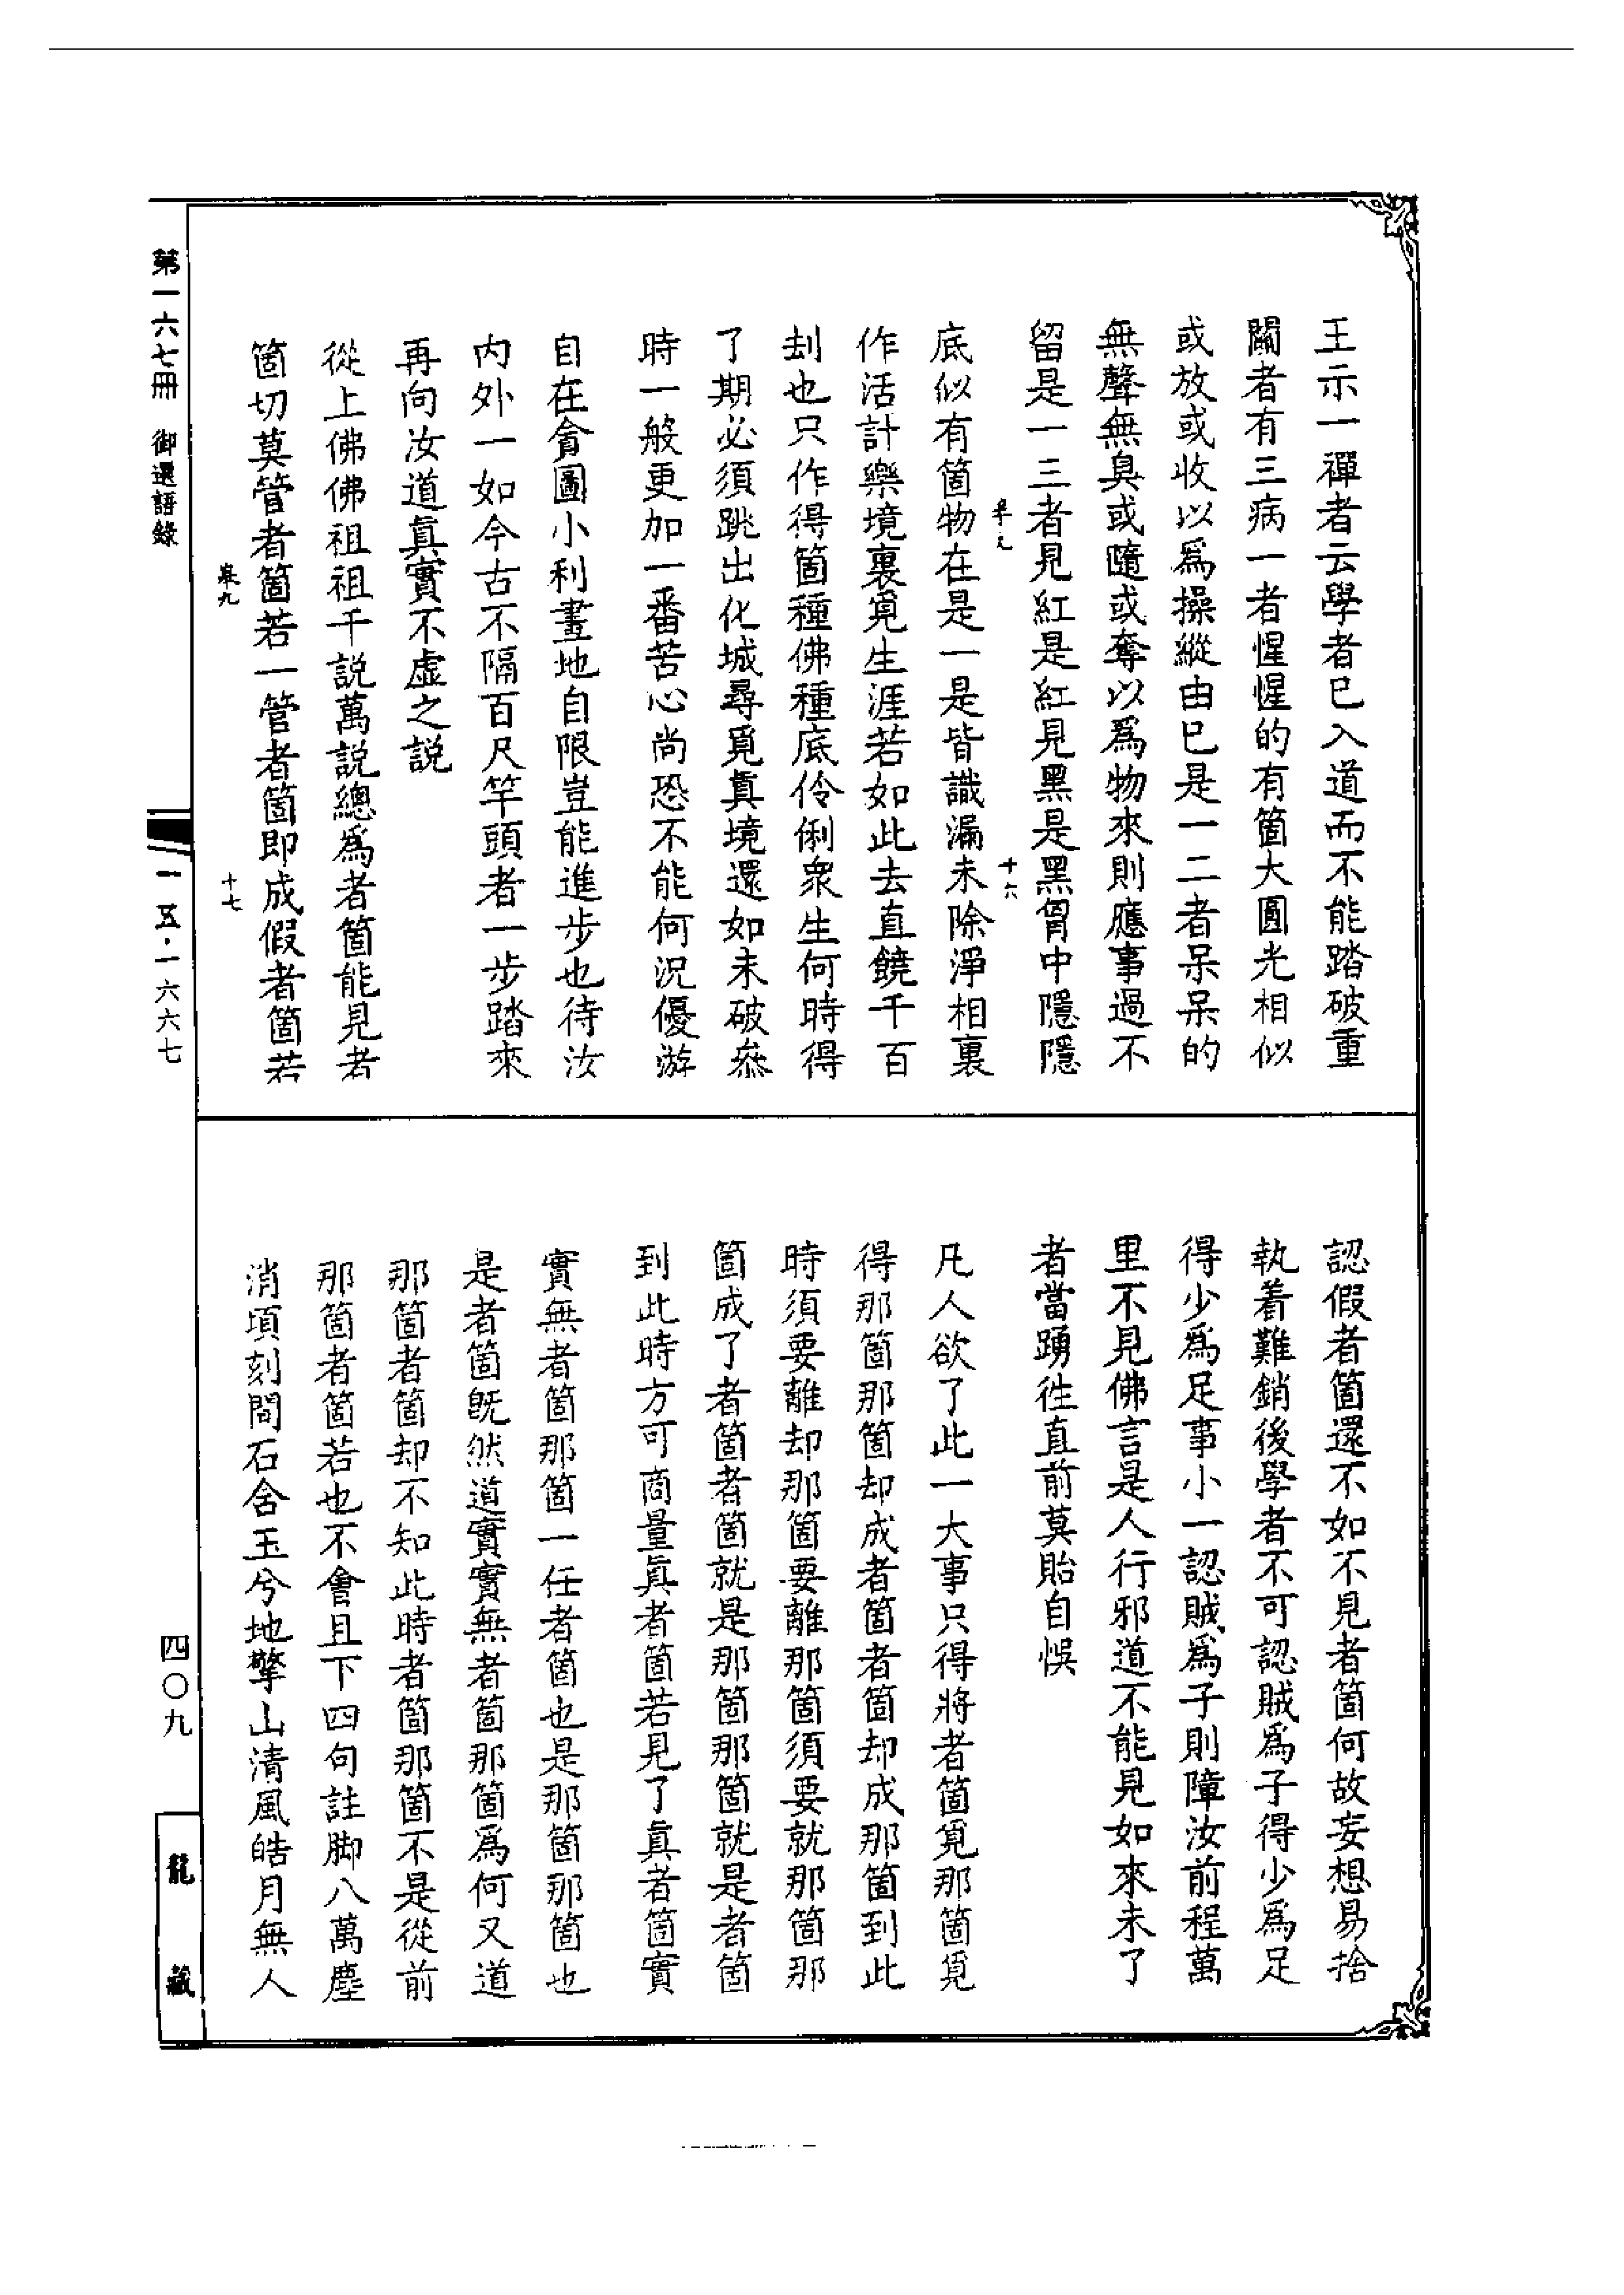 王示一禪者云學者已入道而不能踏破重
關者有三病一者惺惺的有箇大圓光相似
或放或收以爲操縱由已是一二者呆呆的
無聲無臭或隨或奪以爲物來則應事過不
留是一三者見紅是紅見黑是黑胷中隱隱
十六
底似有箇物在是一是皆識漏未除淨相裏
作活計樂境裏覓生涯若如此去直饒千百
刦也只作得箇種佛種底伶俐衆生何時得
了期必須跳出化城尋覓眞境還如未破叅
時一般更加一番苦心尚恐不能何況優游
自在貪圖小利畫地自限豈能進步也待汝
內外一如今古不隔百尺竿頭者一步踏來
再向汝道眞實不虛之説
從上佛佛祖祖千説萬説總爲者箇能見者
箇切莫管者箇若一管者箇即成假者箇若
卷九
十七
認假者箇還不如不見者箇何故妄想易捨
執着難銷後學者不可認賊爲子得少爲足
得少爲足事小一認賊爲子則障汝前程萬
里不見佛言是人行邪道不能見如來未了
者當踴徃直前莫貽自悞
凡人欲了此一大事只得將者箇覓那箇覓
得那箇那箇却成者箇者箇却成那箇到此
時須要離却那箇要離那箇須要就那箇那
箇成了者箇者箇就是那箇那箇就是者箇
到此時方可商量眞者箇若見了眞者箇實
實無者箇那箇一任者箇也是那箇那箇也
是者箇旣然道實實無者箇那箇爲何又道
那箇者箇却不知此時者箇那箇不是從前
那箇者箇若也不會且下四句註脚八萬塵
消頃刻間石含玉兮地擎山清風皓月無人
第一六七冊 御選語錄
一一五·一六六七
四〇九
龍藏